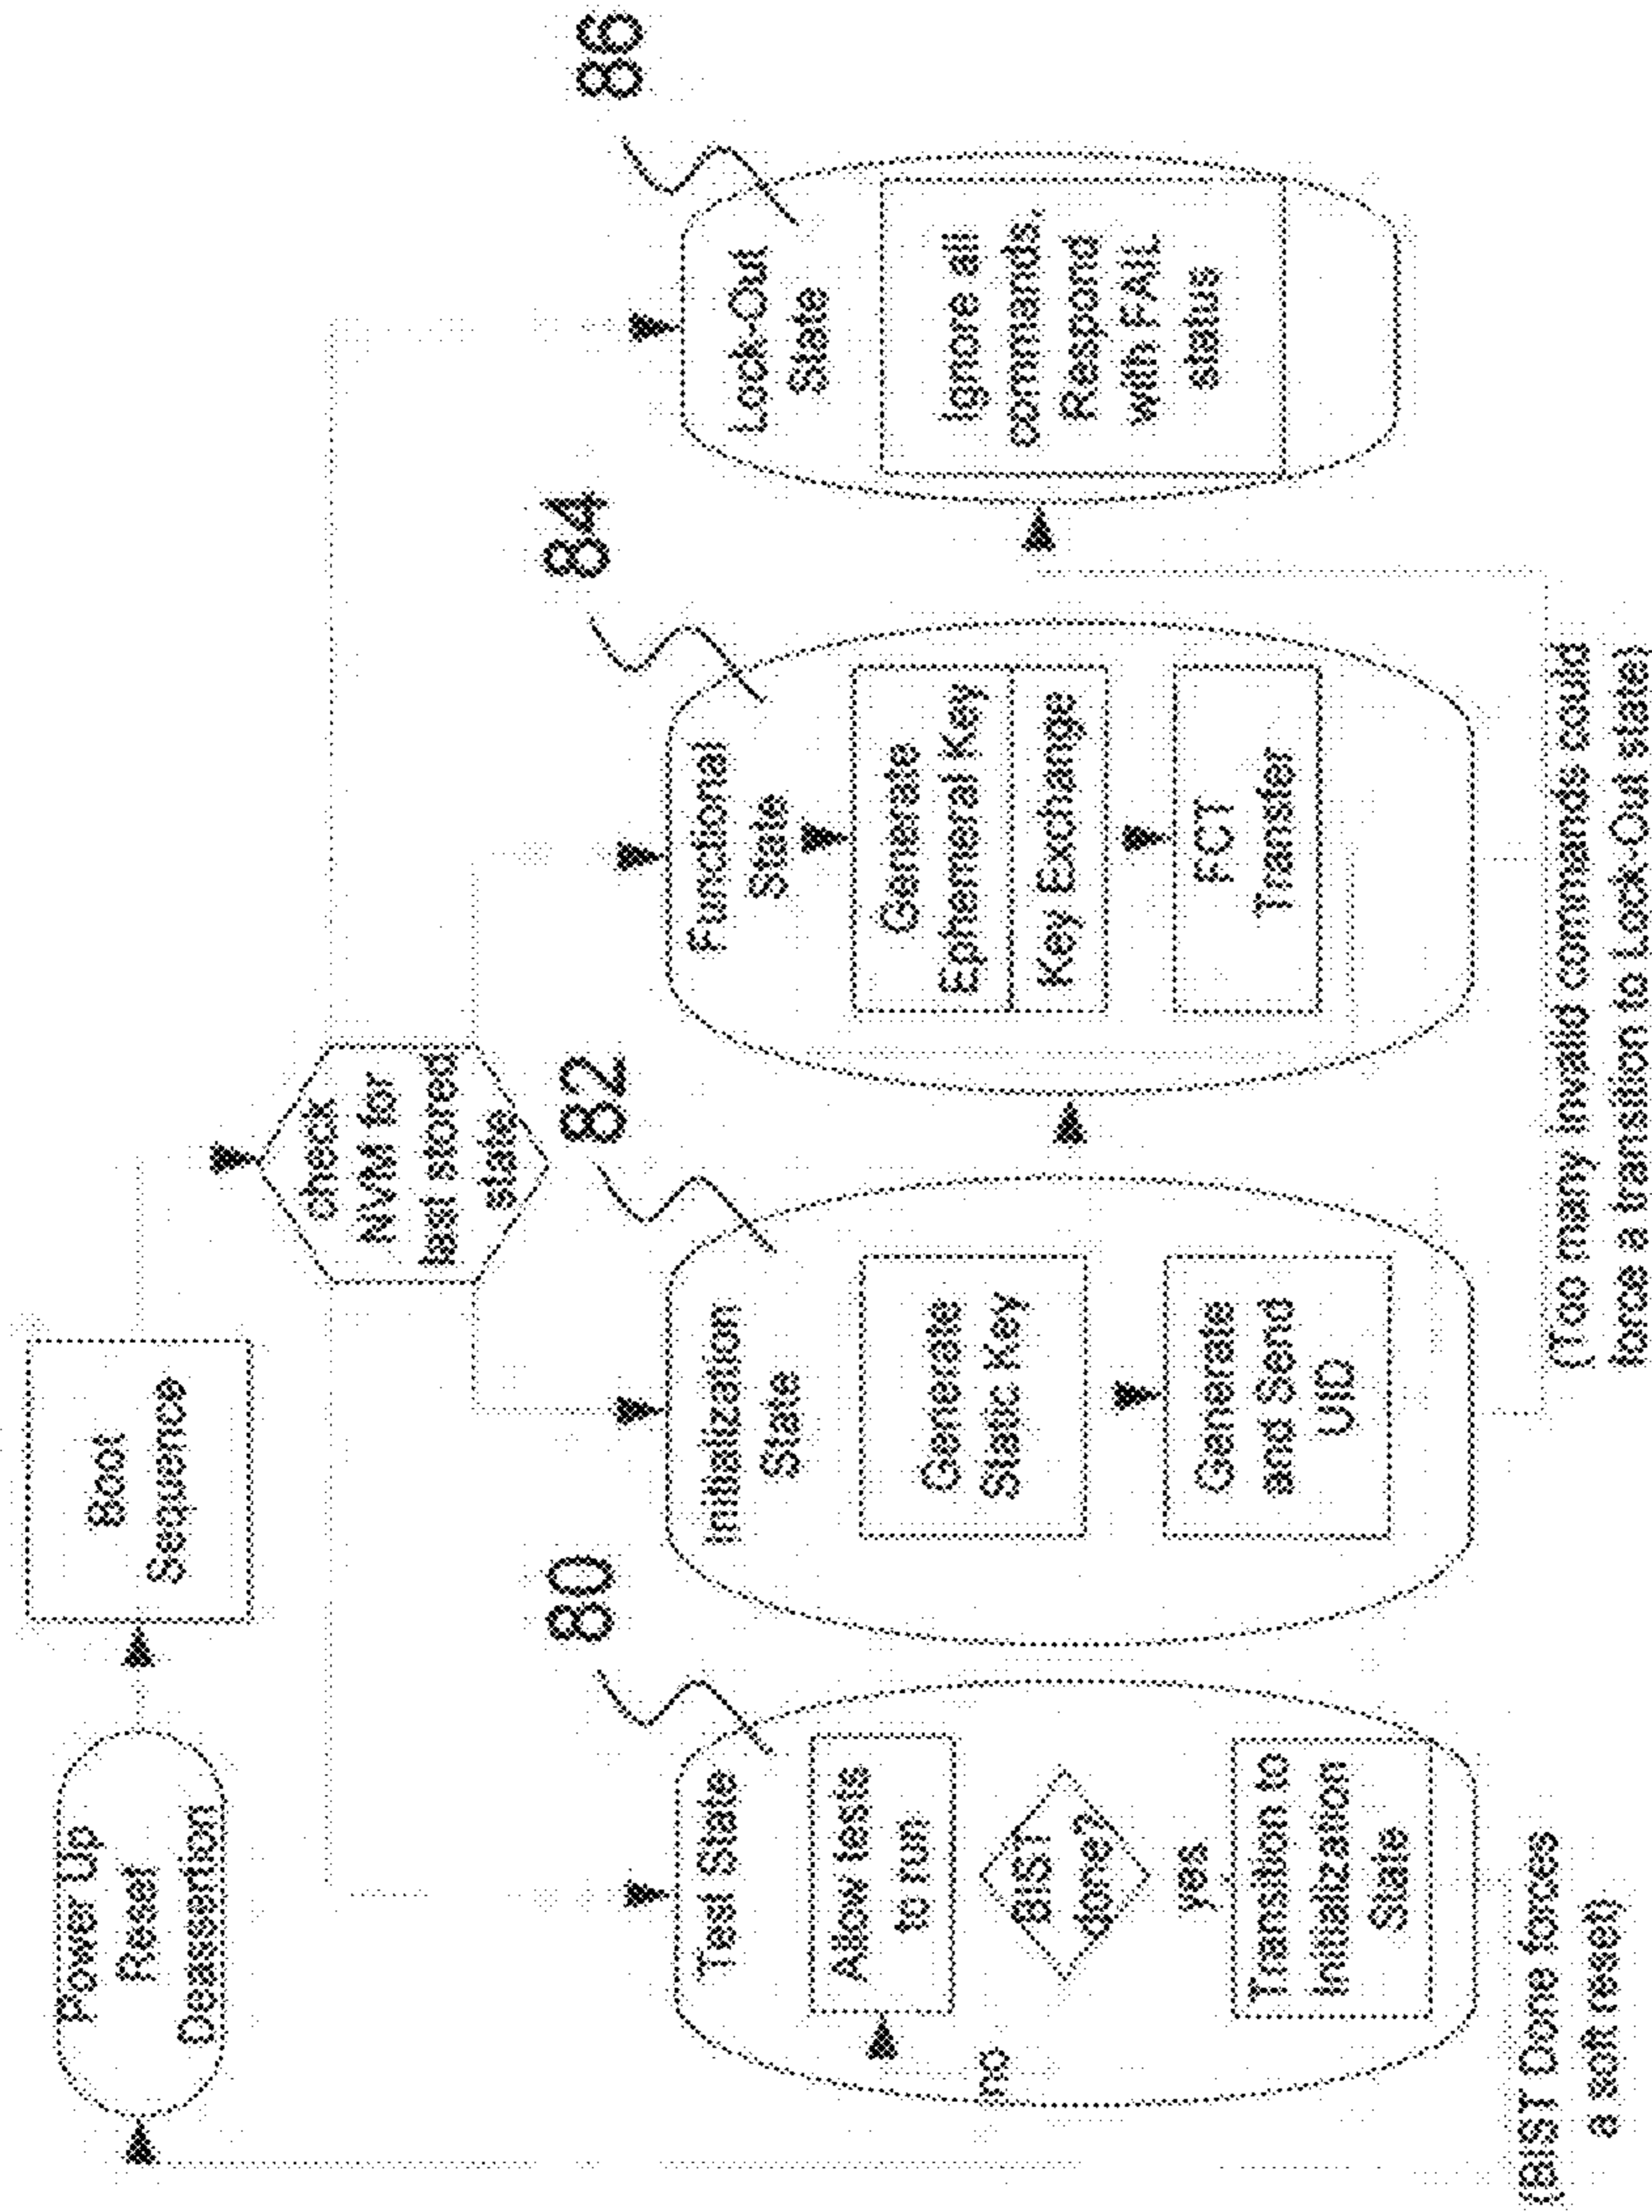 Power Up
Reset
Deassertion
Boot
Sequence
check
NVM for
last stored
state
80
Test State
Allow tests
to run
no
BIST
done?
yes
Transition to
Initialization
State
(BIST Done forces
a soft reset)
82
Initialization
State
Generate
Static Key
Generate
and Send
UID
84
Functional
State
Generate
Ephemeral Key
Key Exchange
FCT
Transfer
(Too many invalid commands could
force a transition to Lock-Out state)
86
Lock-Out
State
Ignore all
commands.
Respond
with FAIL
status